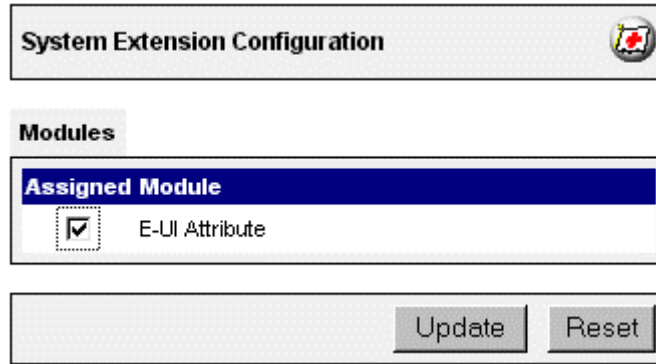 System Extension Configuration
Modules
Assigned Module
E-UI Attribute
Update Reset